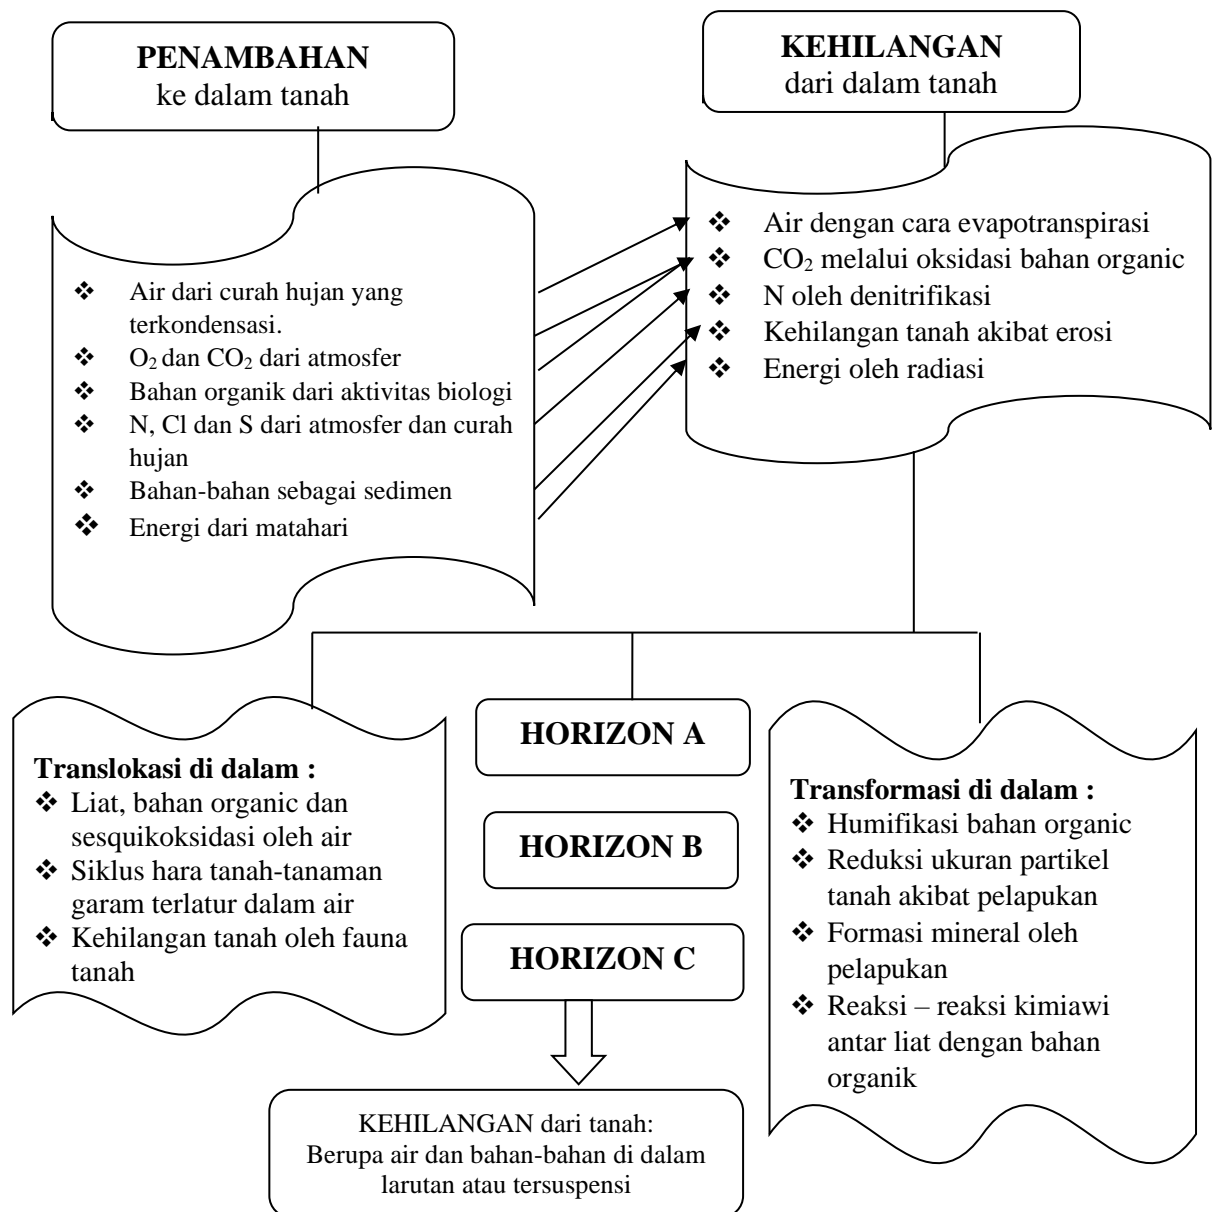 PENAMBAHAN
ke dalam tanah
KEHILANGAN
dari dalam tanah
❖ Air dari curah hujan yang
terkondensasi.
❖ O₂ dan CO₂ dari atmosfer
❖ Bahan organik dari aktivitas biologi
❖ N, Cl dan S dari atmosfer dan curah
hujan
❖ Bahan-bahan sebagai sedimen
❖ Energi dari matahari
❖ Air dengan cara evapotranspirasi
❖ CO₂ melalui oksidasi bahan organic
❖ N oleh denitrifikasi
❖ Kehilangan tanah akibat erosi
❖ Energi oleh radiasi
Translokasi di dalam :
❖ Liat, bahan organic dan
sesquikoksidasi oleh air
❖ Siklus hara tanah-tanaman
garam terlatur dalam air
❖ Kehilangan tanah oleh fauna
tanah
HORIZON A
HORIZON B
HORIZON C
Transformasi di dalam :
❖ Humifikasi bahan organic
❖ Reduksi ukuran partikel
tanah akibat pelapukan
❖ Formasi mineral oleh
pelapukan
❖ Reaksi – reaksi kimiawi
antar liat dengan bahan
organik
KEHILANGAN dari tanah:
Berupa air dan bahan-bahan di dalam
larutan atau tersuspensi